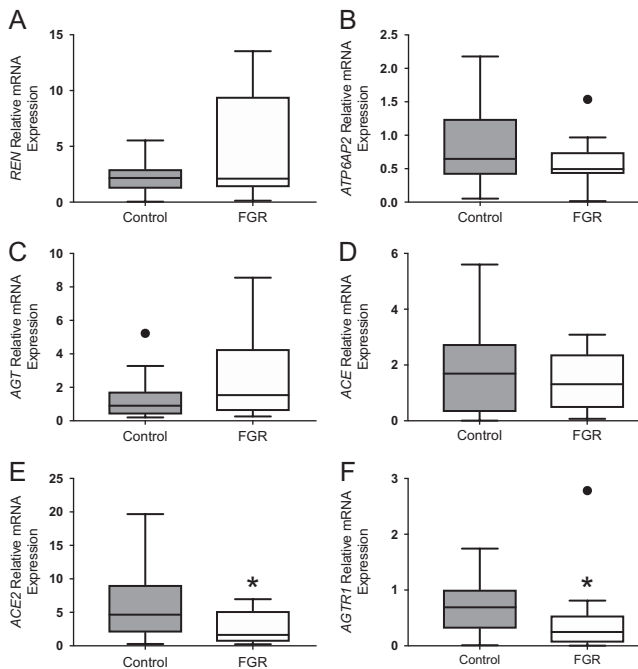 A
REN Relative mRNA
Expression
15
10
5
0
Control
FGR
B
ATP6AP2 Relative mRNA
Expression
2.5
2.0
1.5
1.0
0.5
0.0
Control
FGR
C
AGT Relative mRNA
Expression
10
8
6
4
2
0
Control
FGR
D
ACE Relative mRNA
Expression
6
4
2
0
Control
FGR
E
ACE2 Relative mRNA
Expression
25
20
15
10
5
0
*
Control
FGR
F
AGTR1 Relative mRNA
Expression
3
2
1
0
*
Control
FGR